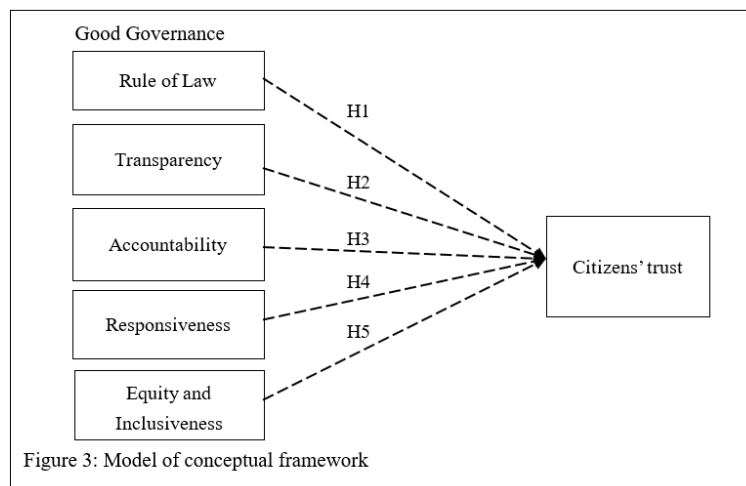 Good Governance
Rule of Law
H1
Transparency
H2
Accountability
H3
Citizens’ trust
Responsiveness
H4
H5
Equity and
Inclusiveness
Figure 3: Model of conceptual framework